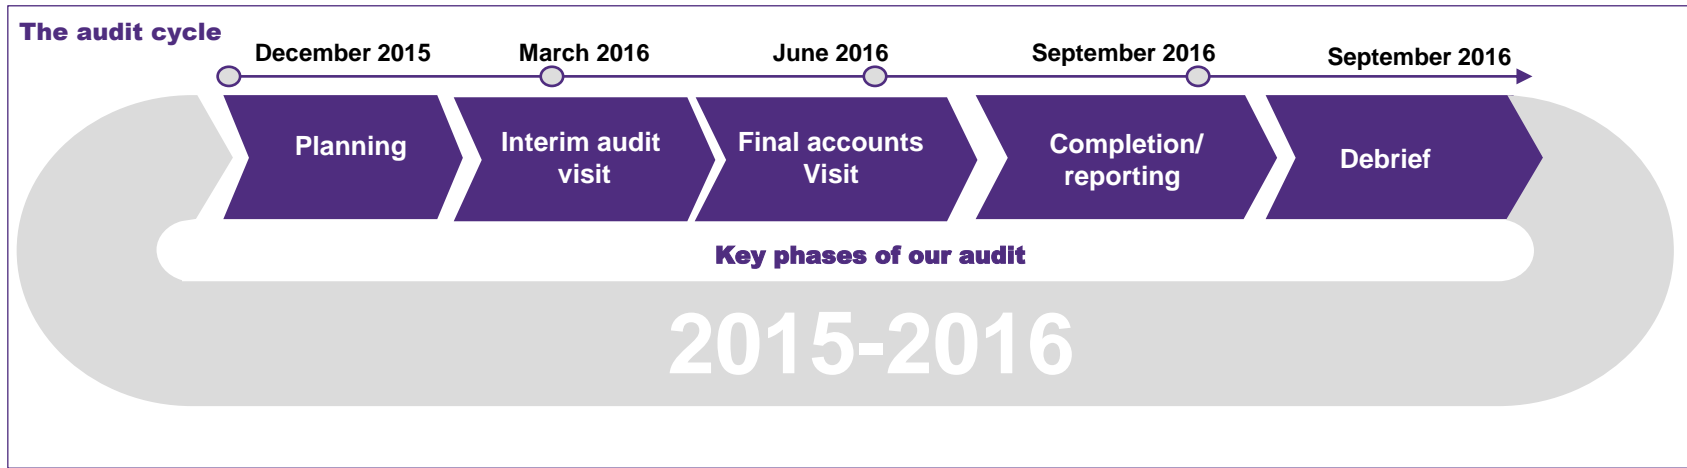 The audit cycle
December 2015
March 2016
June 2016
September 2016
September 2016
Planning
Interim audit
visit
Final accounts
Visit
Completion/
reporting
Debrief
Key phases of our audit
2015-2016